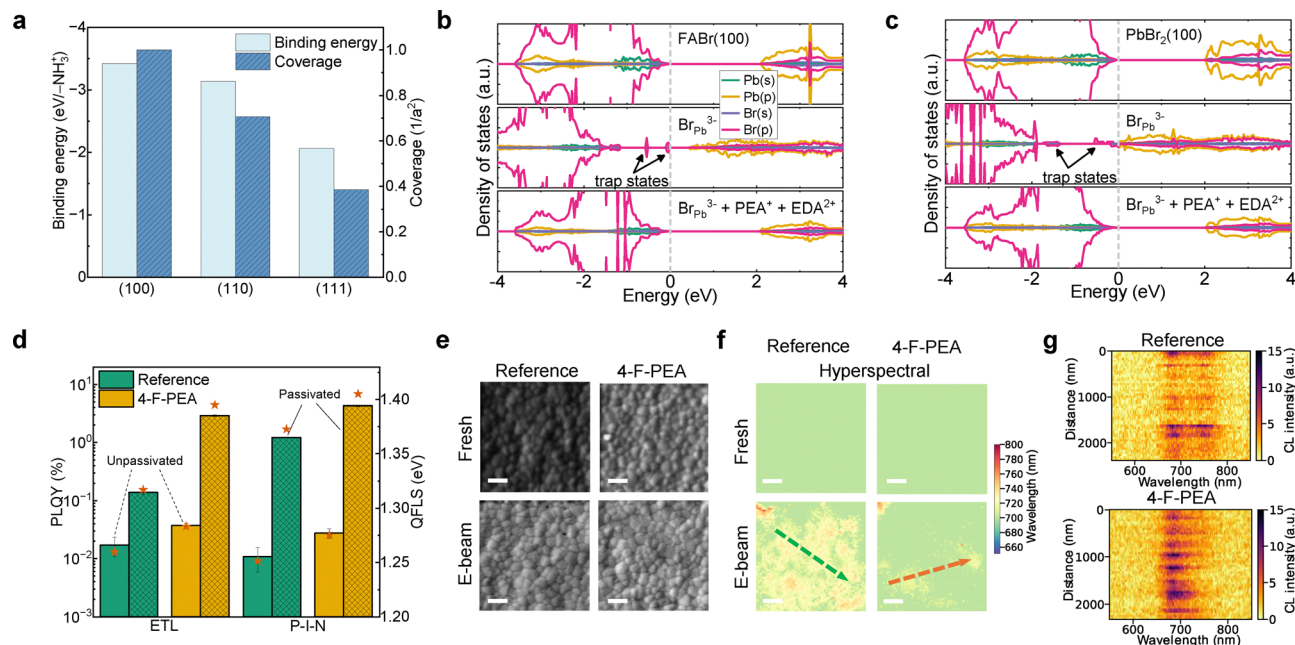 a
Binding energy (eV/–NH₃⁺)
−4
−3
−2
−1
0
Binding energy
Coverage
1.0
0.8
0.6
0.4
0.2
0.0
Coverage (1/a²)
(100)
(110)
(111)
b
Density of states (a.u.)
FABr(100)
Pb(s)
Pb(p)
Br(s)
Br(p)
Br_Pb³⁻
trap states
Br_Pb³⁻ + PEA⁺ + EDA²⁺
-4
-2
0
2
4
Energy (eV)
c
Density of states (a.u.)
PbBr₂(100)
Br_Pb³⁻
trap states
Br_Pb³⁻ + PEA⁺ + EDA²⁺
-4
-2
0
2
4
Energy (eV)
d
PLQY (%)
10¹
10⁰
10⁻¹
10⁻²
10⁻³
Reference
4-F-PEA
Passivated
Unpassivated
1.40
1.35
1.30
1.25
1.20
QFLS (eV)
ETL
P-I-N
e
Reference
4-F-PEA
Fresh
E-beam
f
Reference
4-F-PEA
Hyperspectral
Fresh
E-beam
800
780
760
740
720
700
680
660
Wavelength (nm)
g
Reference
Distance (nm)
0
1000
2000
600
700
800
Wavelength (nm)
15
10
5
0
CL intensity (a.u.)
4-F-PEA
Distance (nm)
0
1000
2000
600
700
800
Wavelength (nm)
15
10
5
0
CL intensity (a.u.)